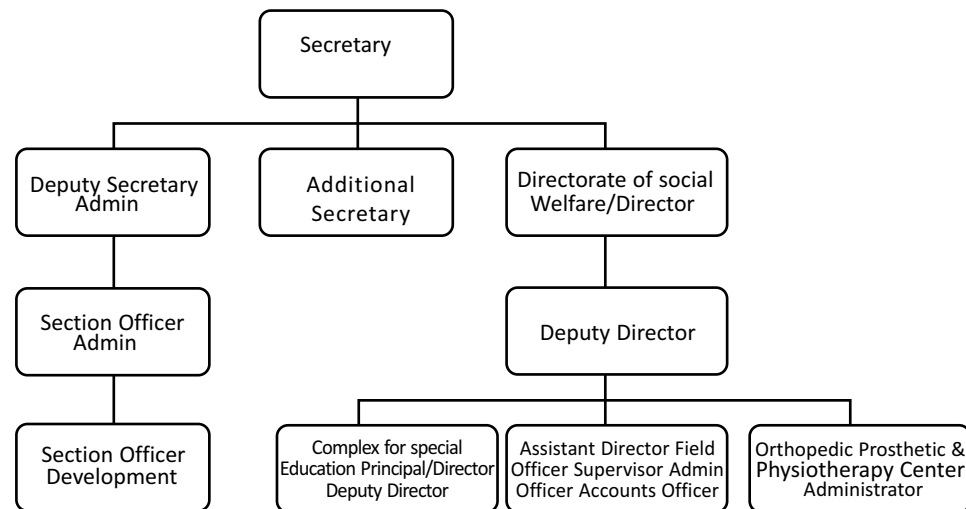 Secretary
Deputy Secretary
Admin
Additional
Secretary
Directorate of social
Welfare/Director
Section Officer
Admin
Deputy Director
Section Officer
Development
Complex for special
Education Principal/Director
Deputy Director
Assistant Director Field
Officer Supervisor Admin
Officer Accounts Officer
Orthopedic Prosthetic &
Physiotherapy Center
Administrator